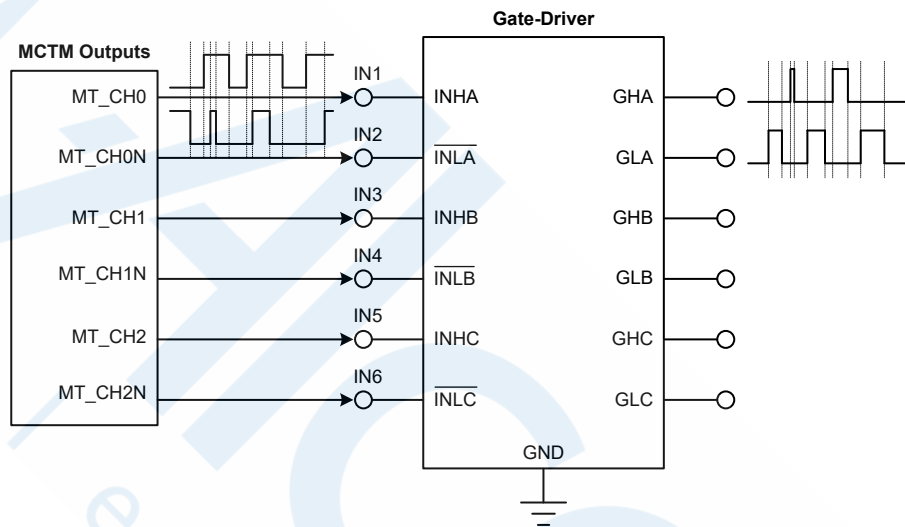 Gate-Driver
MCTM Outputs
MT_CH0
IN1
INHA
GHA
MT_CH0N
IN2
INLA
GLA
MT_CH1
IN3
INHB
GHB
MT_CH1N
IN4
INLB
GLB
MT_CH2
IN5
INHC
GHC
MT_CH2N
IN6
INLC
GLC
GND